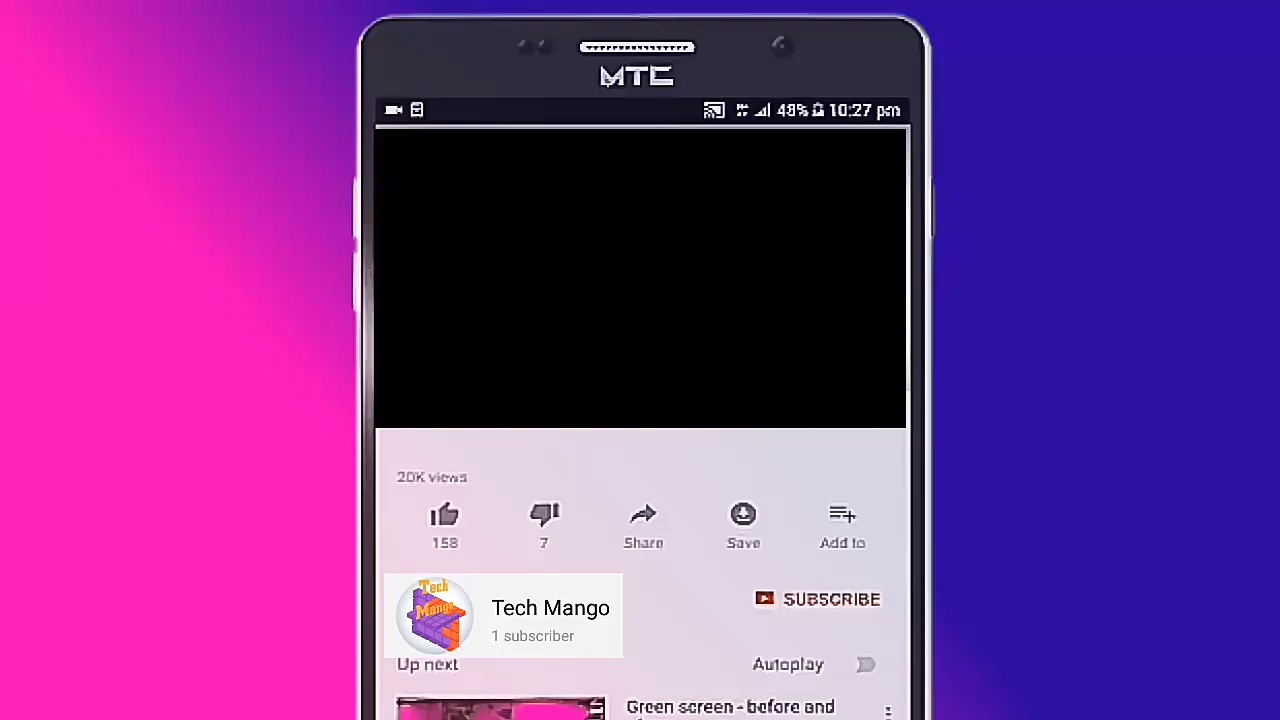 MTC
48% 10:27 pm
20K views
158 7 Share Save Add to
Tech
Mango
Tech Mango
SUBSCRIBE
1 subscriber
Up next Autoplay
Green screen - before and